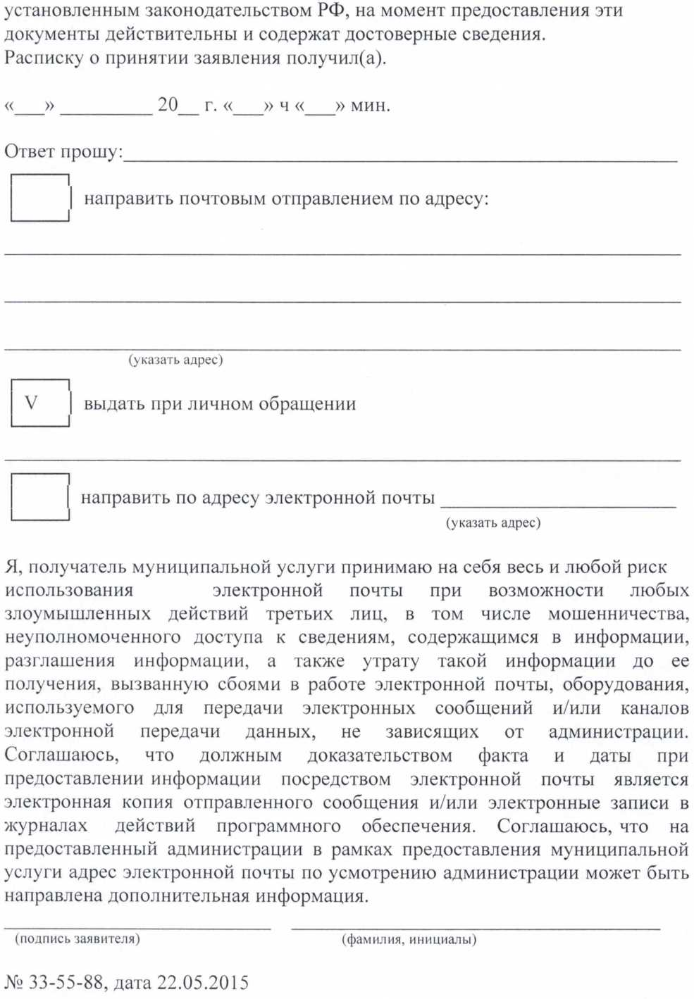 установленным законодательством РФ, на момент предоставления эти
документы действительны и содержат достоверные сведения.
Расписку о принятии заявления получил(а).
«___» _________ 20__ г. «___» ч «___» мин.
Ответ прошу:
направить почтовым отправлением по адресу:
(указать адрес)
V выдать при личном обращении
направить по адресу электронной почты
(указать адрес)
Я, получатель муниципальной услуги принимаю на себя весь и любой риск
использования электронной почты при возможности любых
злоумышленных действий третьих лиц, в том числе мошенничества,
неуполномоченного доступа к сведениям, содержащимся в информации,
разглашения информации, а также утрату такой информации до ее
получения, вызванную сбоями в работе электронной почты, оборудования,
используемого для передачи электронных сообщений и/или каналов
электронной передачи данных, не зависящих от администрации.
Соглашаюсь, что должным доказательством факта и даты при
предоставлении информации посредством электронной почты является
электронная копия отправленного сообщения и/или электронные записи в
журналах действий программного обеспечения. Соглашаюсь, что на
предоставленный администрации в рамках предоставления муниципальной
услуги адрес электронной почты по усмотрению администрации может быть
направлена дополнительная информация.
(подпись заявителя) (фамилия, инициалы)
№ 33-55-88, дата 22.05.2015